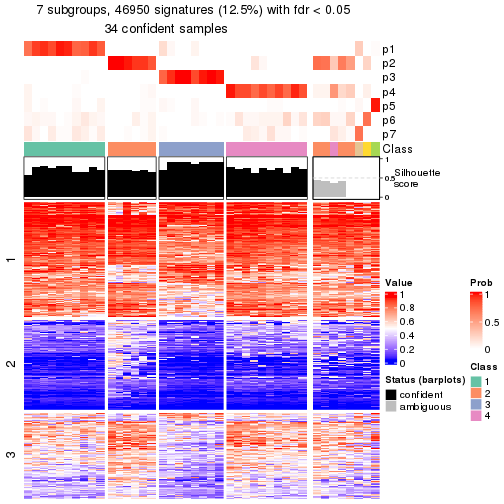 7 subgroups, 46950 signatures (12.5%) with fdr < 0.05
34 confident samples
p1
p2
p3
p4
p5
p6
p7
Class
1
0.5
0
Silhouette
score
1
2
3
Value
1
0.8
0.6
0.4
0.2
0
Status (barplots)
confident
ambiguous
Prob
1
0.5
0
Class
1
2
3
4